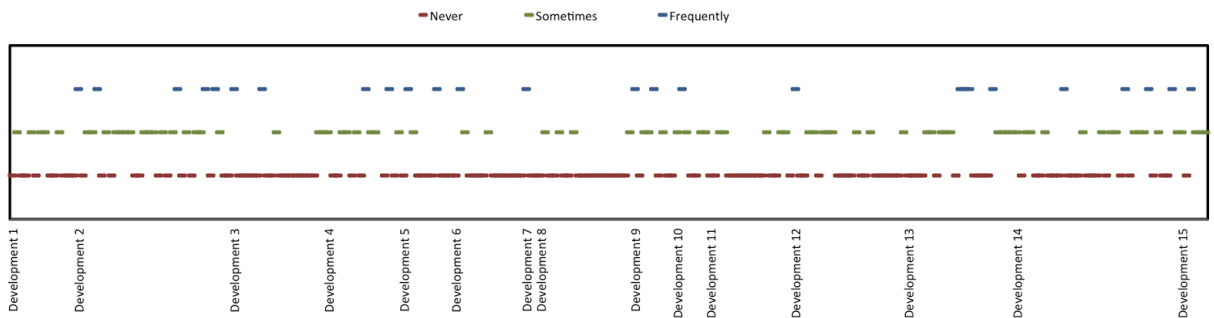 Never Sometimes Frequently
Development 1
Development 2
Development 3
Development 4
Development 5
Development 6
Development 7
Development 8
Development 9
Development 10
Development 11
Development 12
Development 13
Development 14
Development 15